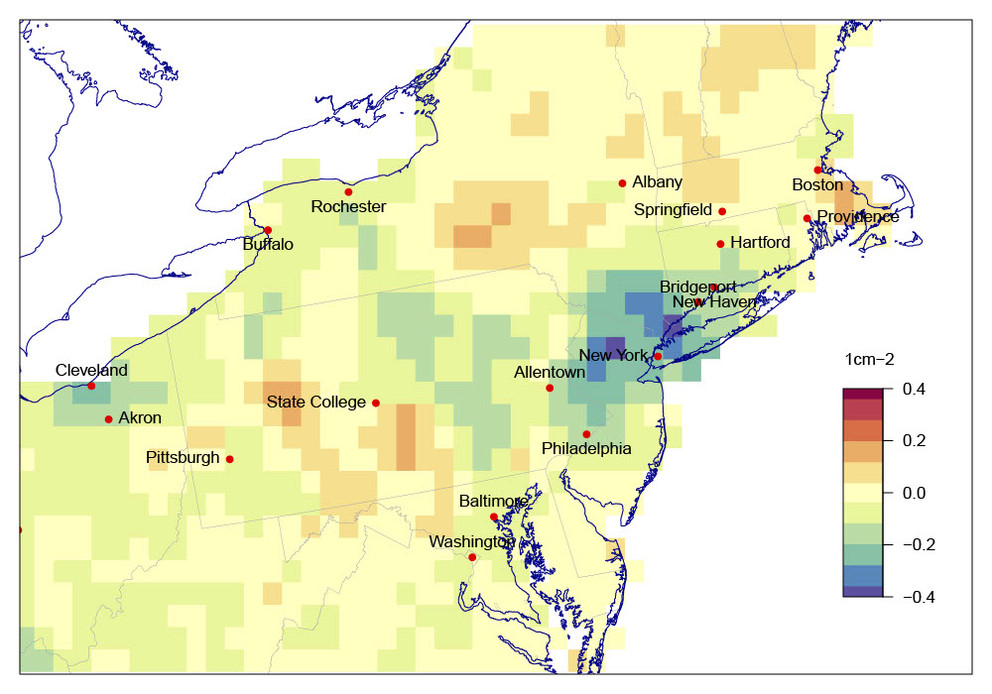 Albany
Boston
Rochester
Springfield
Providence
Buffalo
Hartford
Bridgeport
New Haven
New York
1cm−2
Cleveland
Allentown
0.4
State College
Akron
0.2
Philadelphia
Pittsburgh
0.0
Baltimore
Washington
−0.2
−0.4